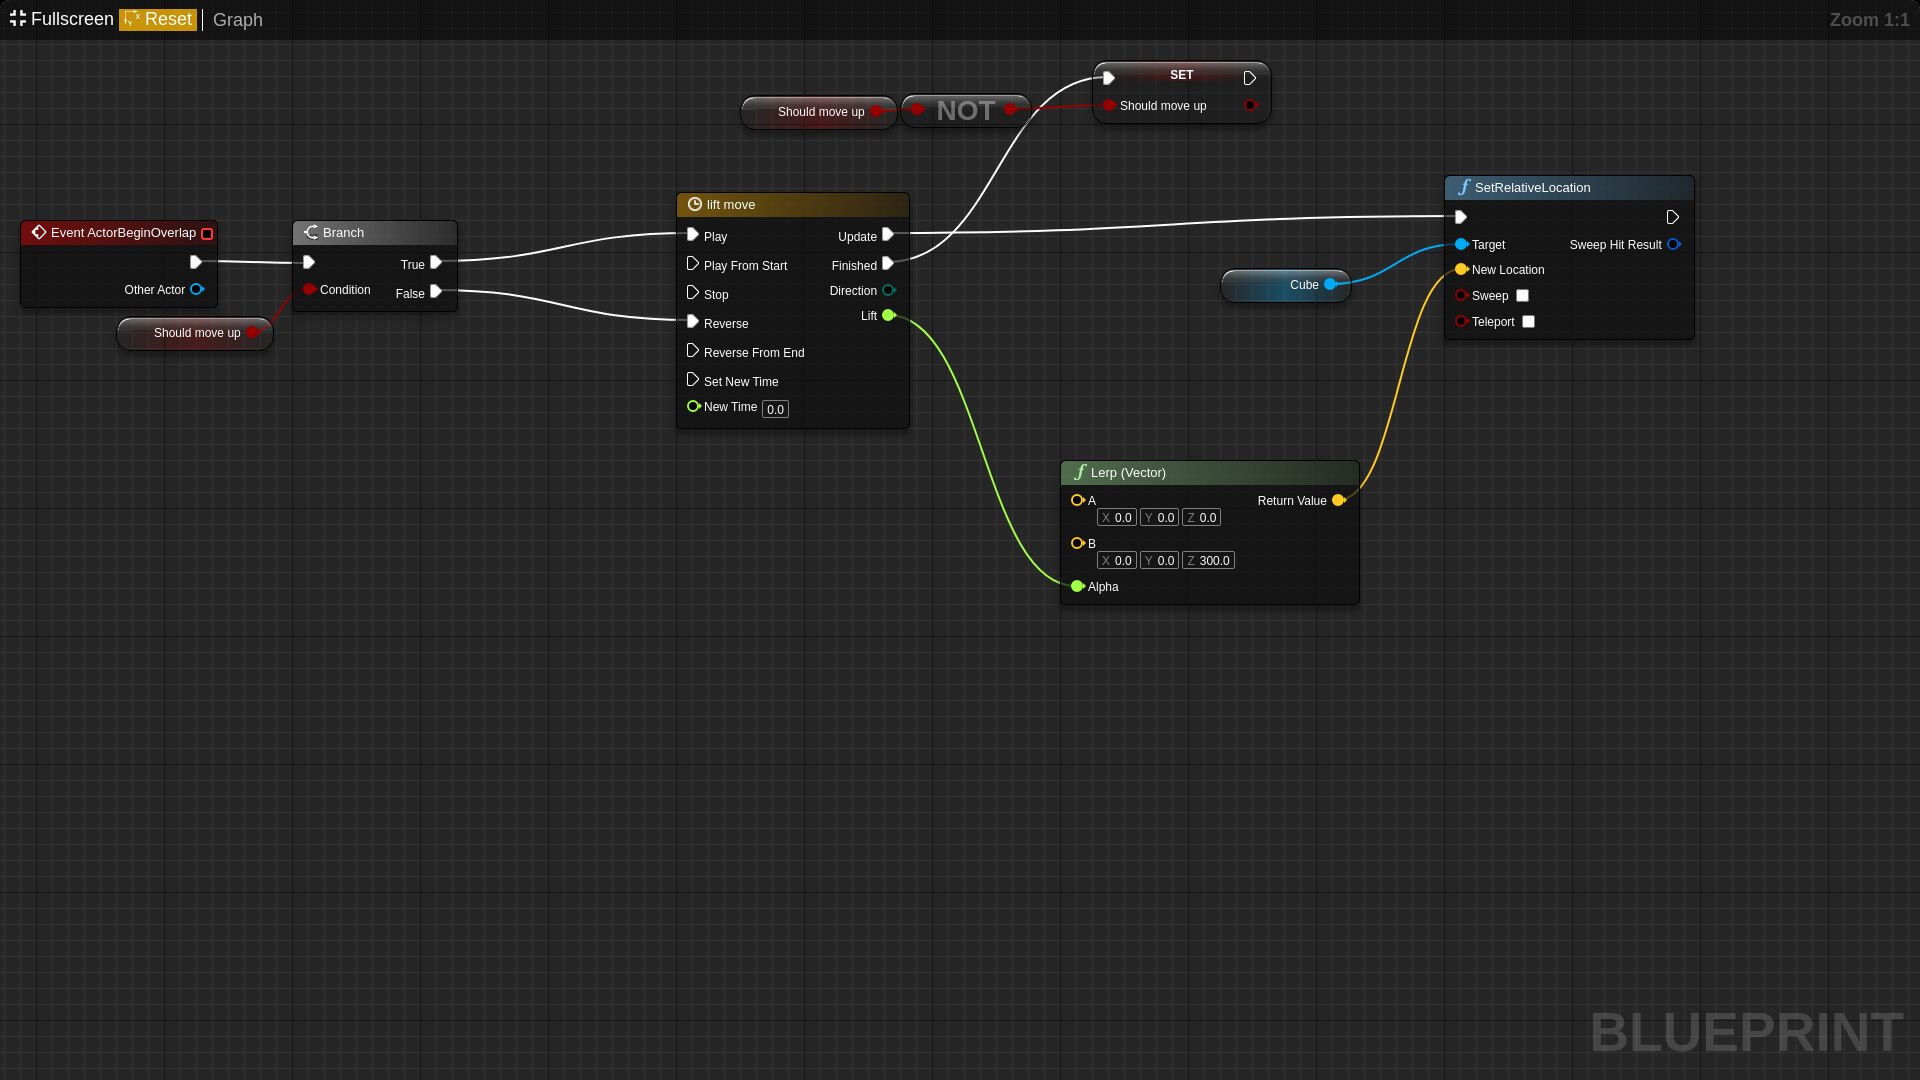 Fullscreen Reset Graph Zoom 1:1
SET
Should move up
Should move up NOT
SetRelativeLocation
Target Sweep Hit Result
New Location
Sweep
Teleport
Event ActorBeginOverlap
Other Actor
Branch
True
Condition
False
Should move up
lift move
Play Update
Play From Start Finished
Stop Direction
Reverse Lift
Reverse From End
Set New Time
New Time 0.0
Cube
Lerp (Vector)
A Return Value
X 0.0 Y 0.0 Z 0.0
B
X 0.0 Y 0.0 Z 300.0
Alpha
BLUEPRINT